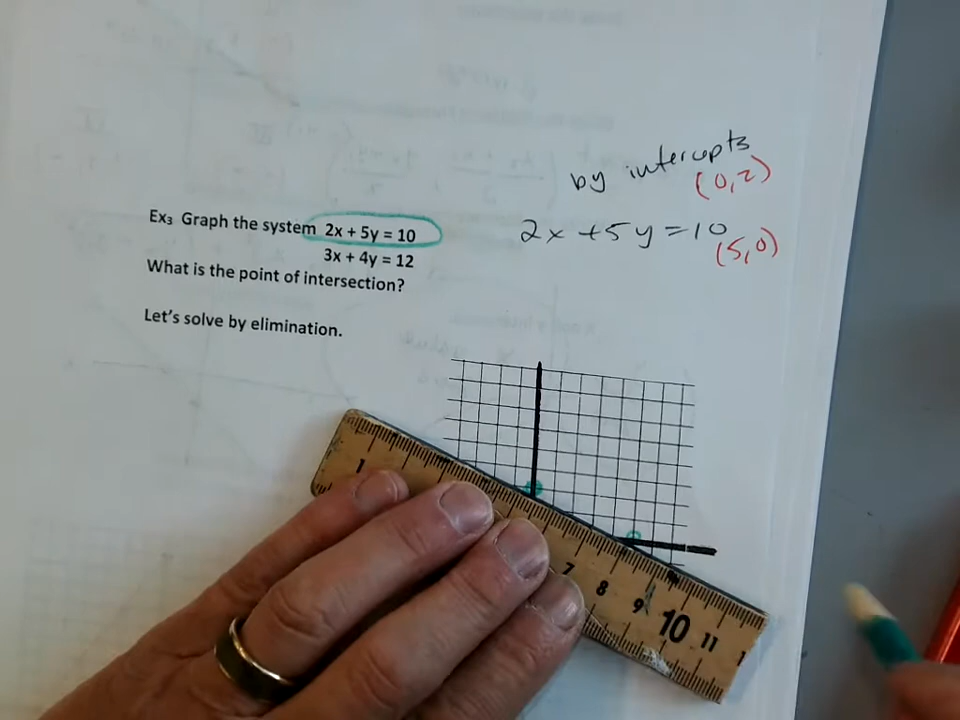 by intercepts
(0,2)
Ex3 Graph the system 2x + 5y = 10
2x + 5y = 10
(5,0)
3x + 4y = 12
What is the point of intersection?
Let's solve by elimination.
1
7 8 9 10 11